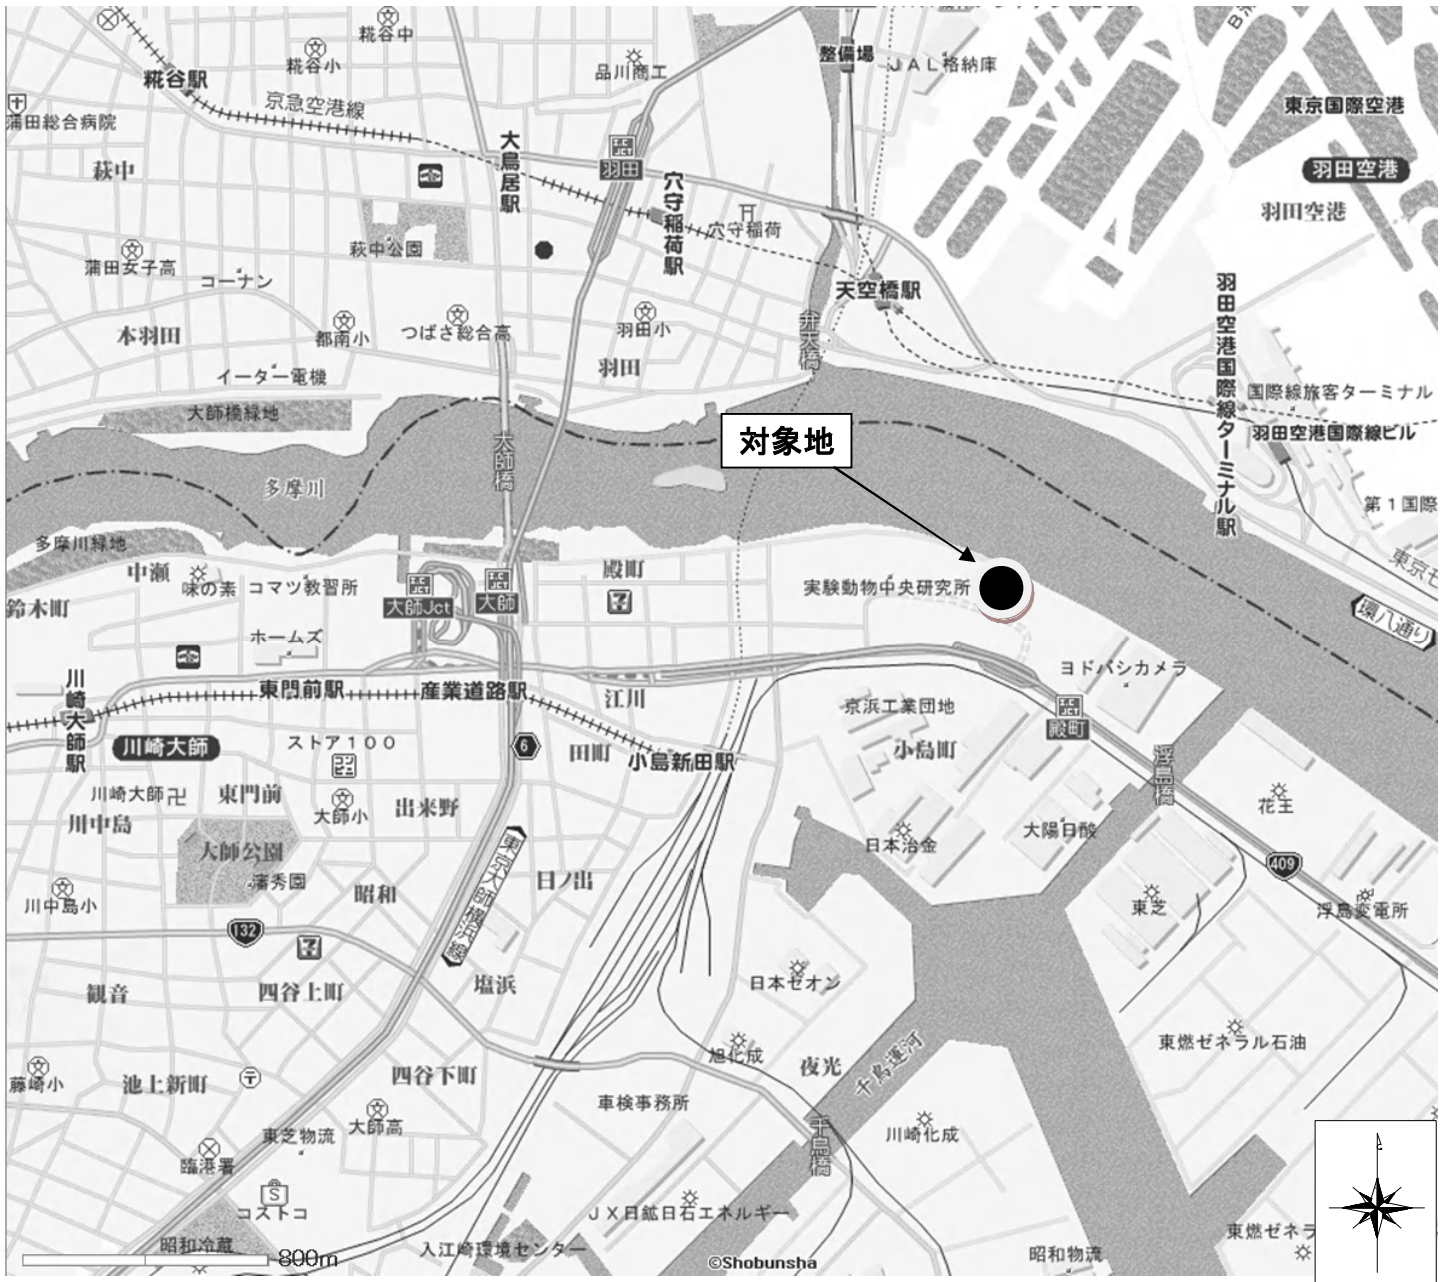 糀谷中
糀谷小
糀谷駅
京急空港線
品川商工
整備場
JAL格納庫
東京国際空港
羽田空港
羽田空港
蒲田総合病院
萩中
大鳥居駅
羽田
穴守稲荷駅
穴守稲荷
萩中公園
蒲田女子高
コーナン
天空橋駅
本羽田
都南小
つばさ総合高
羽田小
羽田
弁天橋
羽田空港国際線ターミナル駅
イーター電機
国際線旅客ターミナル
大師橋緑地
羽田空港国際線ビル
対象地
大師橋
多摩川
第1国際
多摩川緑地
東京モ
中瀬
味の素
コマツ教習所
殿町
実験動物中央研究所
鈴木町
大師Jct
大師
環八通り
ホームズ
川崎大師駅
東門前駅
産業道路駅
江川
ヨドバシカメラ
京浜工業団地
殿町
小島町
川崎大師
ストア100
コンビニ
6
田町
小島新田駅
浮島橋
川崎大師
東門前
大師小
出来野
川中島
花王
大師公園
瀋秀園
日本冶金
大陽日酸
東京大師横浜線
日ノ出
昭和
409
川中島小
東芝
浮島変電所
132
観音
四谷上町
塩浜
日本ゼオン
東燃ゼネラル石油
旭化成
夜光
千鳥運河
藤崎小
池上新町
四谷下町
車検事務所
千鳥橋
川崎化成
東芝物流
大師高
臨港署
コストコ
JX日鉱日石エネルギー
昭和冷蔵
800m
入江崎環境センター
©Shobunsha
昭和物流
東燃ゼネラ